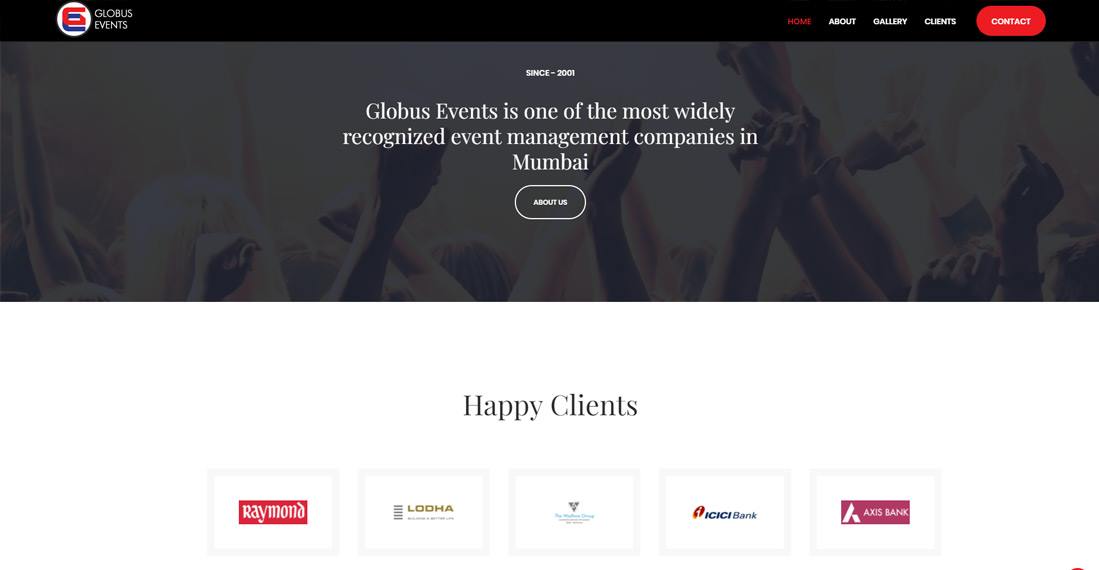 GLOBUS
EVENTS
HOME ABOUT GALLERY CLIENTS CONTACT
SINCE - 2001
Globus Events is one of the most widely
recognized event management companies in
Mumbai
ABOUT US
Happy Clients
Raymond
LODHA
BUILDING A BETTER LIFE
The Wadhwa Group
ICICI Bank
AXIS BANK